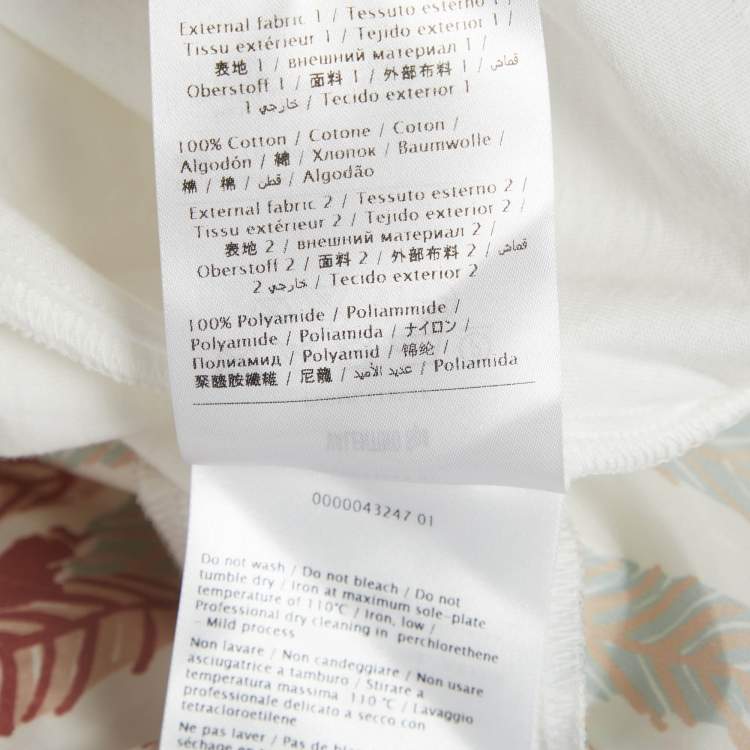 External fabric 1 / Tessuto esterno 1 /
Tissu extérieur 1 / Tejido exterior 1 /
表地 1 / внешний материал 1 /
Oberstoff 1 / 面料 1 / 外部布料 1 / قماش
خارجي 1 / Tecido exterior 1
100% Cotton / Cotone / Coton /
Algodón / 綿 / Хлопок / Baumwolle /
棉 / 棉 / قطن / Algodão
External fabric 2 / Tessuto esterno 2 /
Tissu extérieur 2 / Tejido exterior 2 /
表地 2 / внешний материал 2 /
Oberstoff 2 / 面料 2 / 外部布料 2 / قماش
خارجي 2 / Tecido exterior 2
100% Polyamide / Poliammide /
Polyamide / Poliamida / ナイロン /
Полиамид / Polyamid / 锦纶 /
聚醯胺纖維 / 尼龍 / عديد الأميد / Poliamida
0000043247 01
Do not wash / Do not bleach / Do not
tumble dry / Iron at maximum sole-plate
temperature of 110°C / Iron, low /
Professional dry cleaning in perchlorethene
- Mild process
Non lavare / Non candeggiare / Non usare
asciugatrice a tamburo / Stirare a
temperatura massima 110 °C / Lavaggio
professionale delicato a secco con
tetracloroetilene
Ne pas laver / Pas de
séchage en